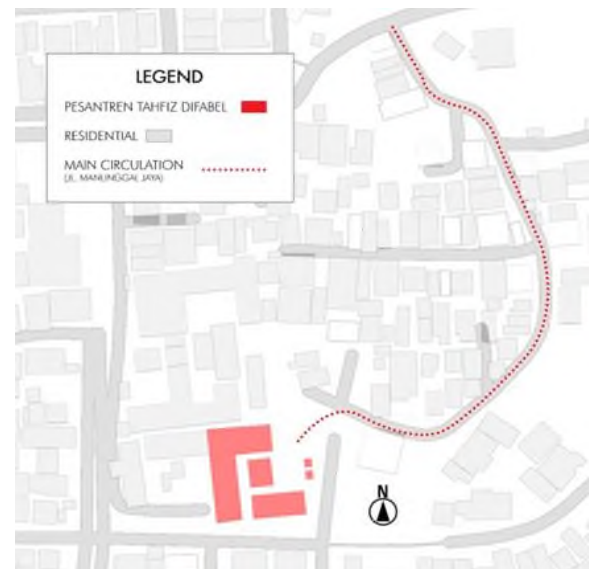 LEGEND
PESANTREN TAHFIZ DIFABEL
RESIDENTIAL
MAIN CIRCULATION
(JL. MANUNGGAL JAYA)
N